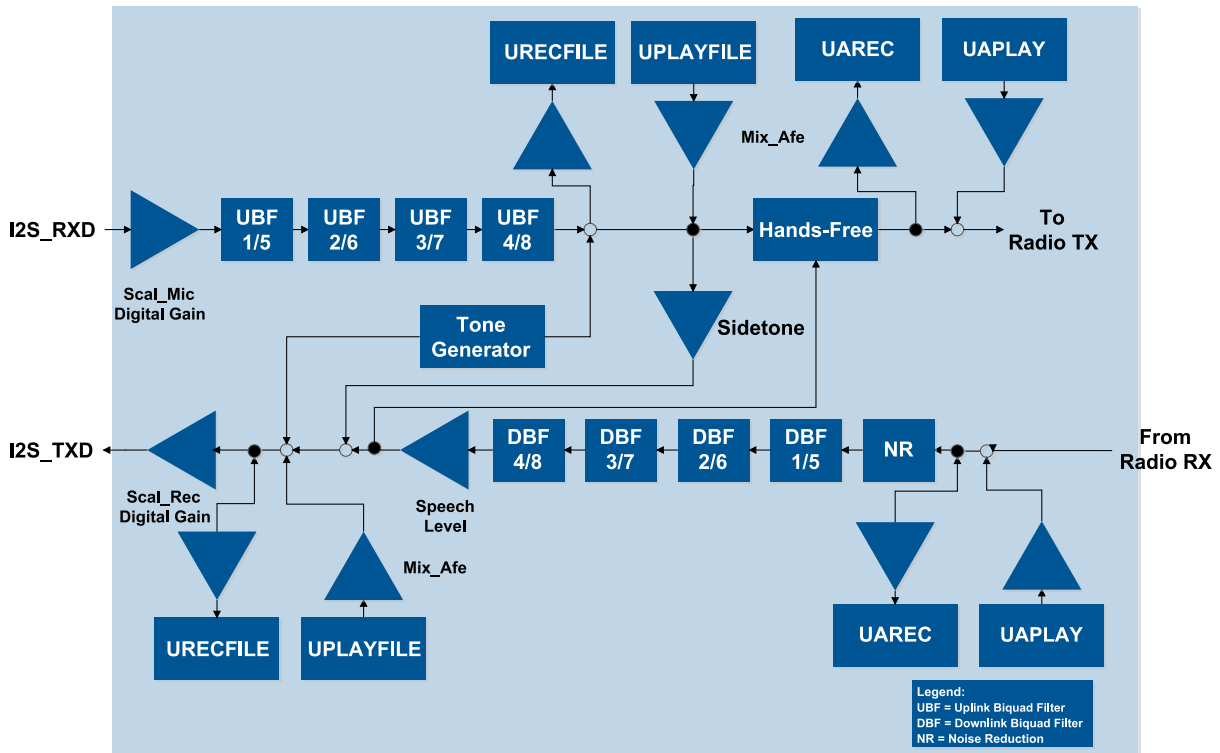 URECFILE
UPLAYFILE
UAREC
UAPLAY
Mix_Afe
I2S_RXD
UBF
1/5
UBF
2/6
UBF
3/7
UBF
4/8
Hands-Free
To
Radio TX
Scal_Mic
Digital Gain
Tone
Generator
Sidetone
I2S_TXD
DBF
4/8
DBF
3/7
DBF
2/6
DBF
1/5
NR
From
Radio RX
Scal_Rec
Digital Gain
Speech
Level
Mix_Afe
URECFILE
UPLAYFILE
UAREC
UAPLAY
Legend:
UBF = Uplink Biquad Filter
DBF = Downlink Biquad Filter
NR = Noise Reduction